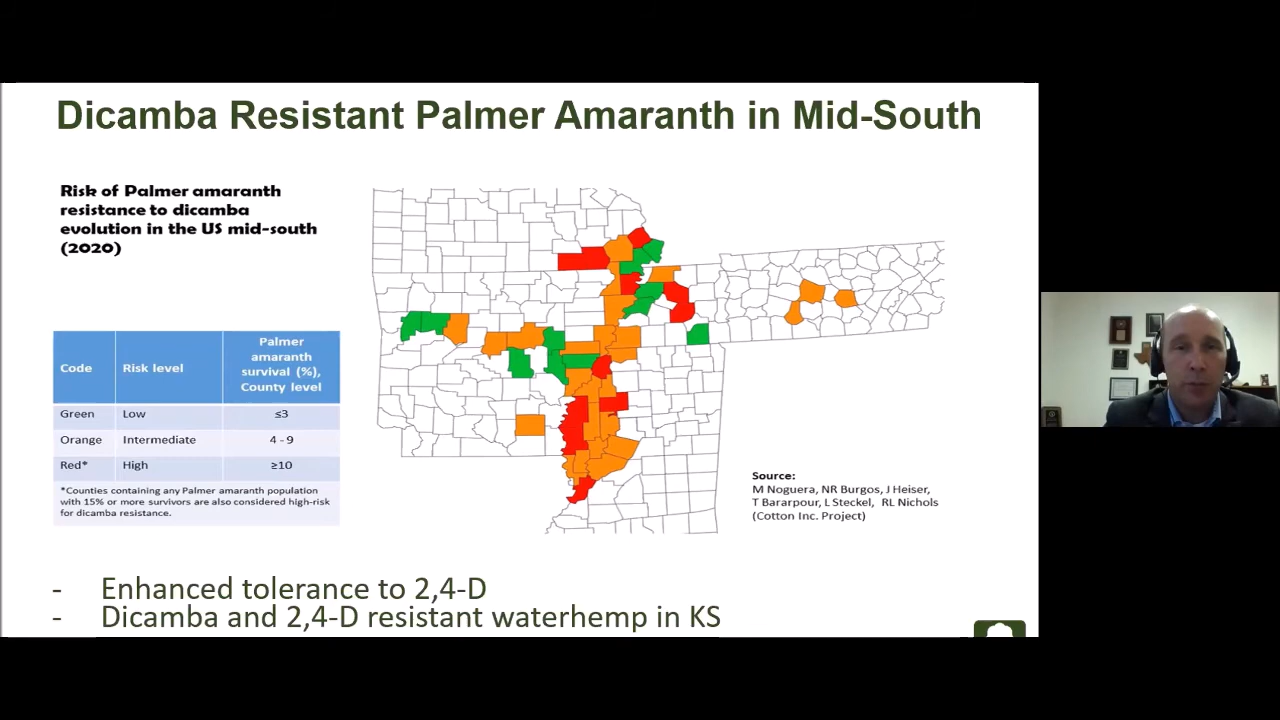 Dicamba Resistant Palmer Amaranth in Mid-South
Risk of Palmer amaranth
resistance to dicamba
evolution in the US mid-south
(2020)
Code Risk level Palmer amaranth survival (%), County level
Green Low ≤3
Orange Intermediate 4 - 9
Red* High ≥10
*Counties containing any Palmer amaranth population
with 15% or more survivors are also considered high-risk
for dicamba resistance.
Source:
M Noguera, NR Burgos, J Heiser,
T Bararpour, L Steckel, RL Nichols
(Cotton Inc. Project)
- Enhanced tolerance to 2,4-D
- Dicamba and 2,4-D resistant waterhemp in KS